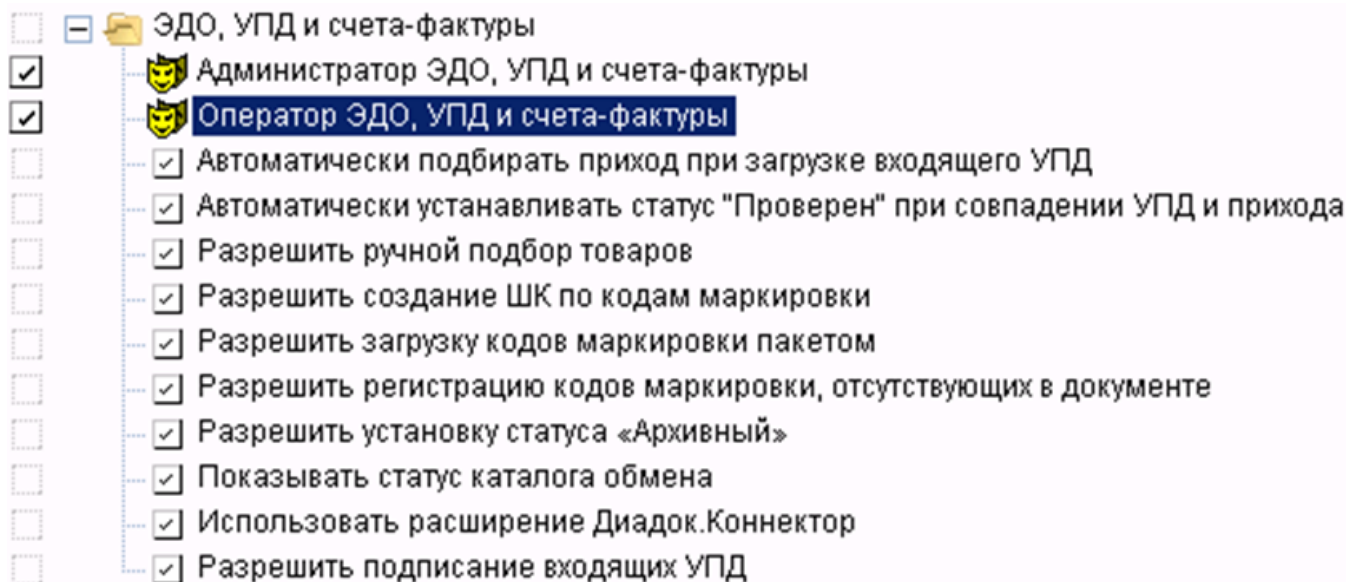 ЭДО, УПД и счета-фактуры
Администратор ЭДО, УПД и счета-фактуры
Оператор ЭДО, УПД и счета-фактуры
Автоматически подбирать приход при загрузке входящего УПД
Автоматически устанавливать статус "Проверен" при совпадении УПД и прихода
Разрешить ручной подбор товаров
Разрешить создание ШК по кодам маркировки
Разрешить загрузку кодов маркировки пакетом
Разрешить регистрацию кодов маркировки, отсутствующих в документе
Разрешить установку статуса «Архивный»
Показывать статус каталога обмена
Использовать расширение Диадок.Коннектор
Разрешить подписание входящих УПД